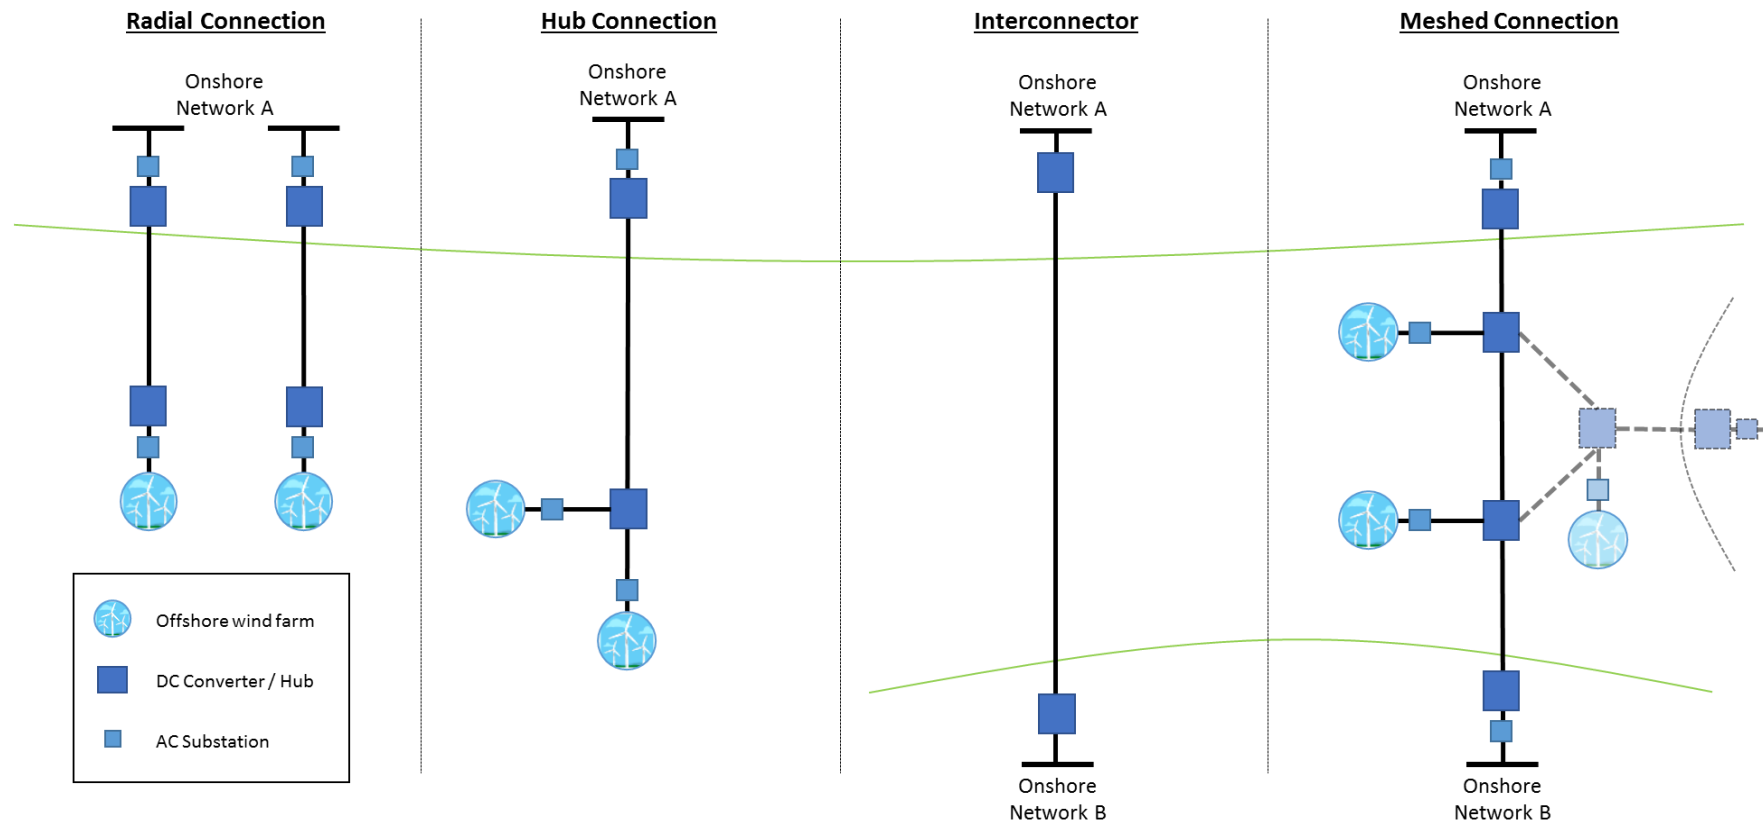 Radial Connection
Hub Connection
Interconnector
Meshed Connection
Onshore
Network A
Onshore
Network A
Onshore
Network A
Onshore
Network A
Offshore wind farm
DC Converter / Hub
AC Substation
Onshore
Network B
Onshore
Network B